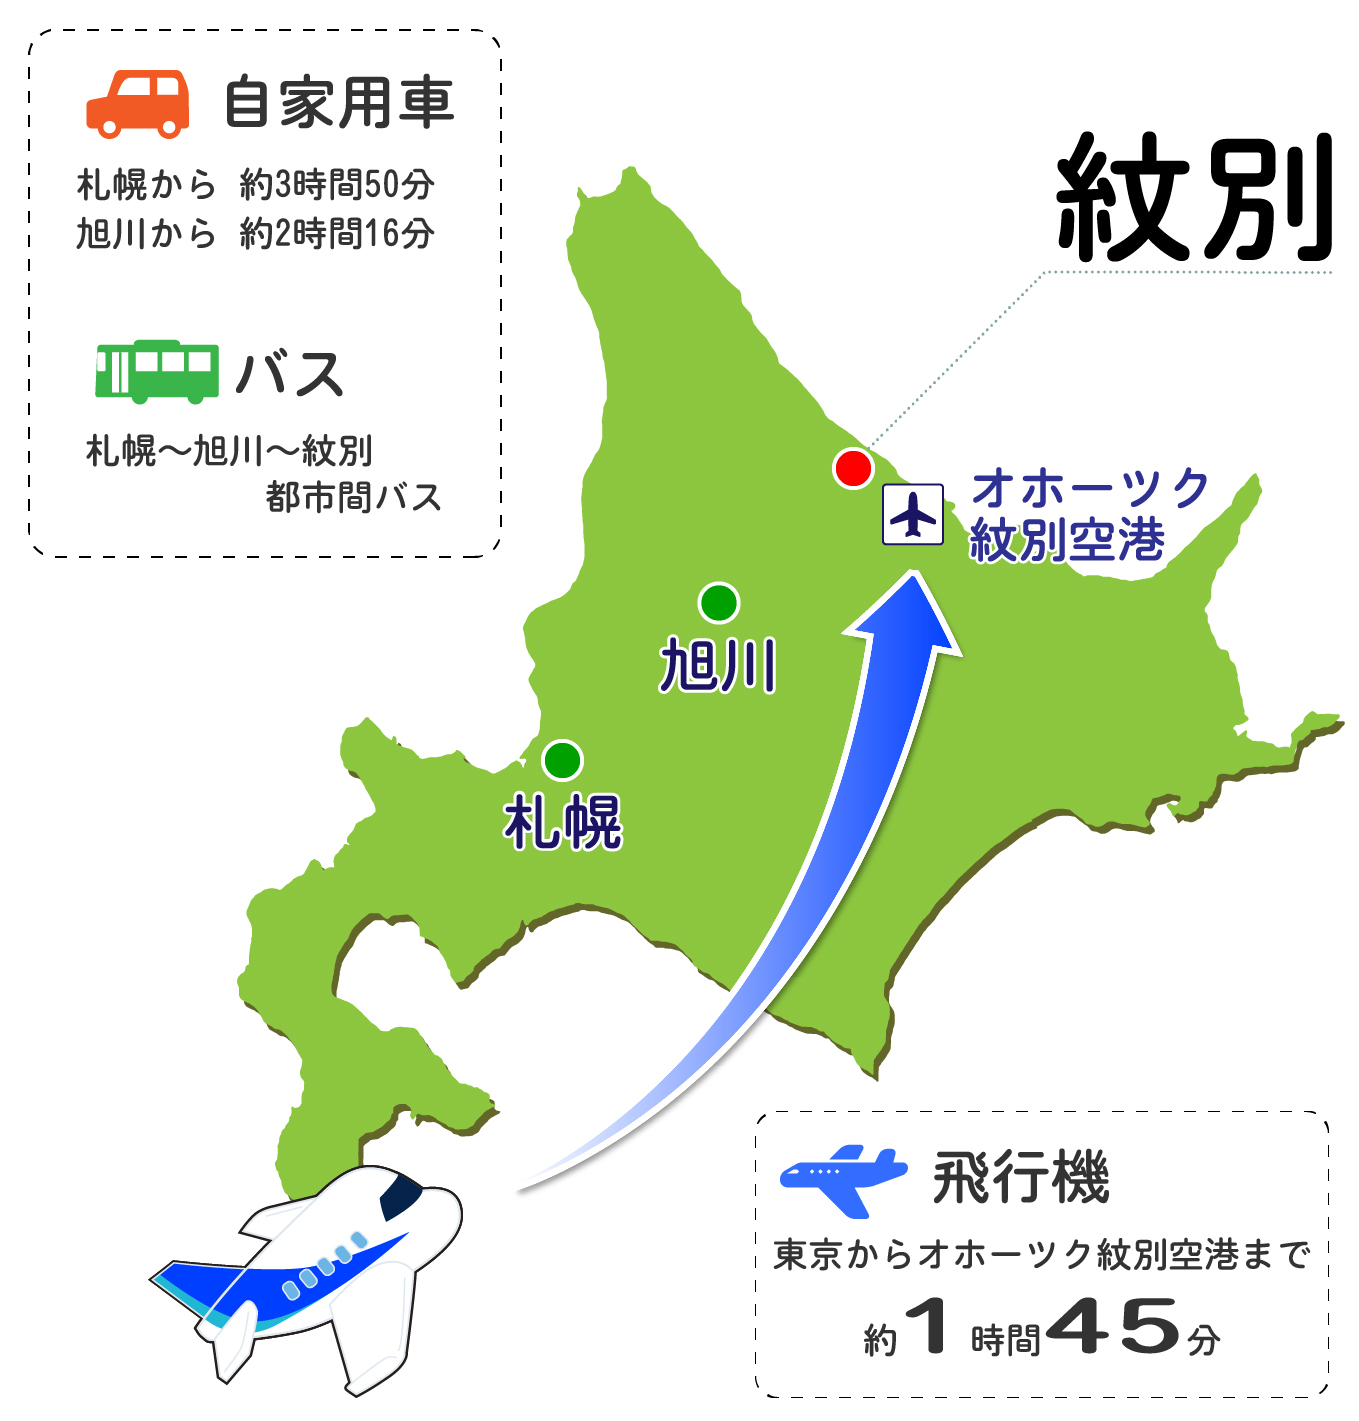 自家用車
札幌から 約3時間50分
旭川から 約2時間16分
バス
札幌～旭川～紋別
都市間バス
紋別
オホーツク
紋別空港
旭川
札幌
飛行機
東京からオホーツク紋別空港まで
約1時間45分